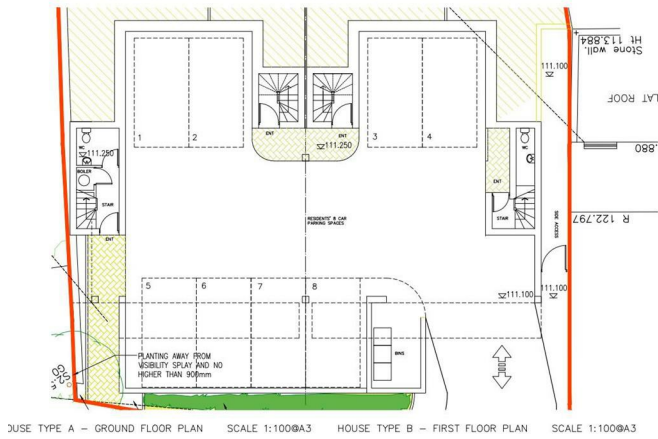 Stone wall.
Ht 113.884
111.100
LAT ROOF
.880
R 122.797
1
2
3
4
ENT
ENT
111.250
WC
111.250
BOILER
STAIR
ENT
WC
ENT
STAIR
SIDE ACCESS
RESIDENTS' 8 CAR
PARKING SPACES
5
6
7
8
111.100
111.100
BINS
PLANTING AWAY FROM
VISIBILITY SPLAY AND NO
HIGHER THAN 900mm
OUSE TYPE A – GROUND FLOOR PLAN SCALE 1:100@A3 HOUSE TYPE B – FIRST FLOOR PLAN SCALE 1:100@A3